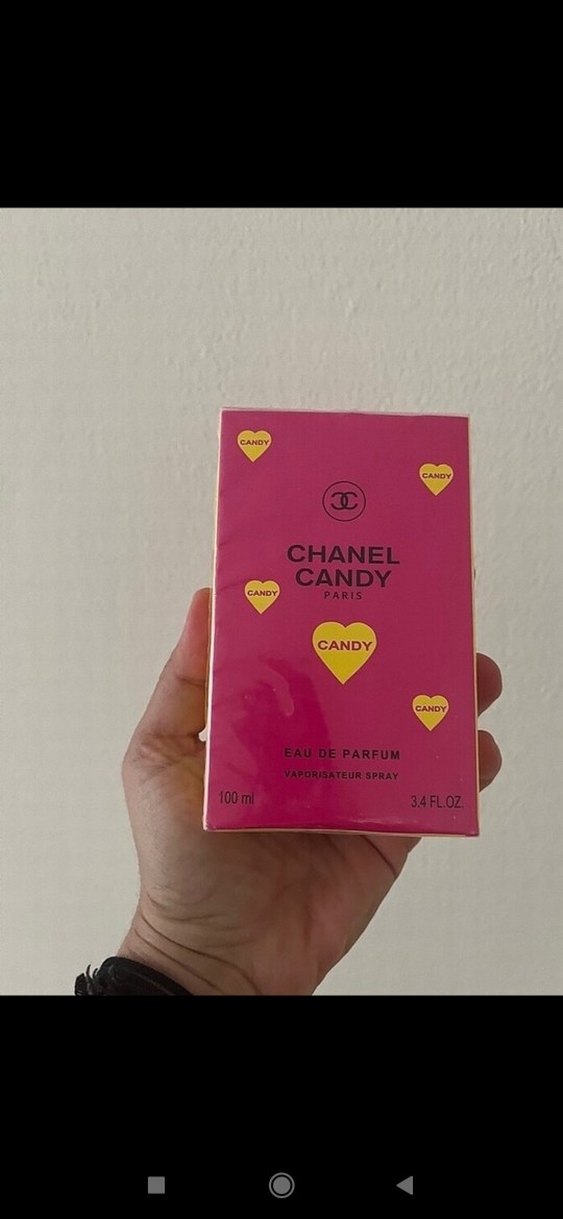 CANDY
CANDY
CHANEL
CANDY
PARIS
CANDY
CANDY
CANDY
EAU DE PARFUM
VAPORISATEUR SPRAY
100 ml
3.4 FL.OZ.